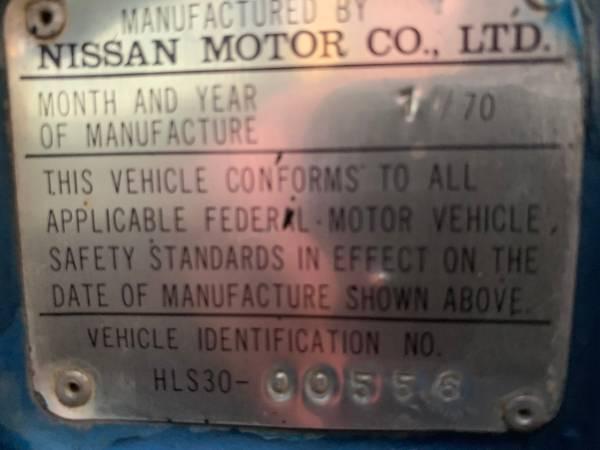 MANUFACTURED BY
NISSAN MOTOR CO., LTD.
MONTH AND YEAR
OF MANUFACTURE 1/70
THIS VEHICLE CONFORMS TO ALL
APPLICABLE FEDERAL MOTOR VEHICLE
SAFETY STANDARDS IN EFFECT ON THE
DATE OF MANUFACTURE SHOWN ABOVE.
VEHICLE IDENTIFICATION NO.
HLS30-00556